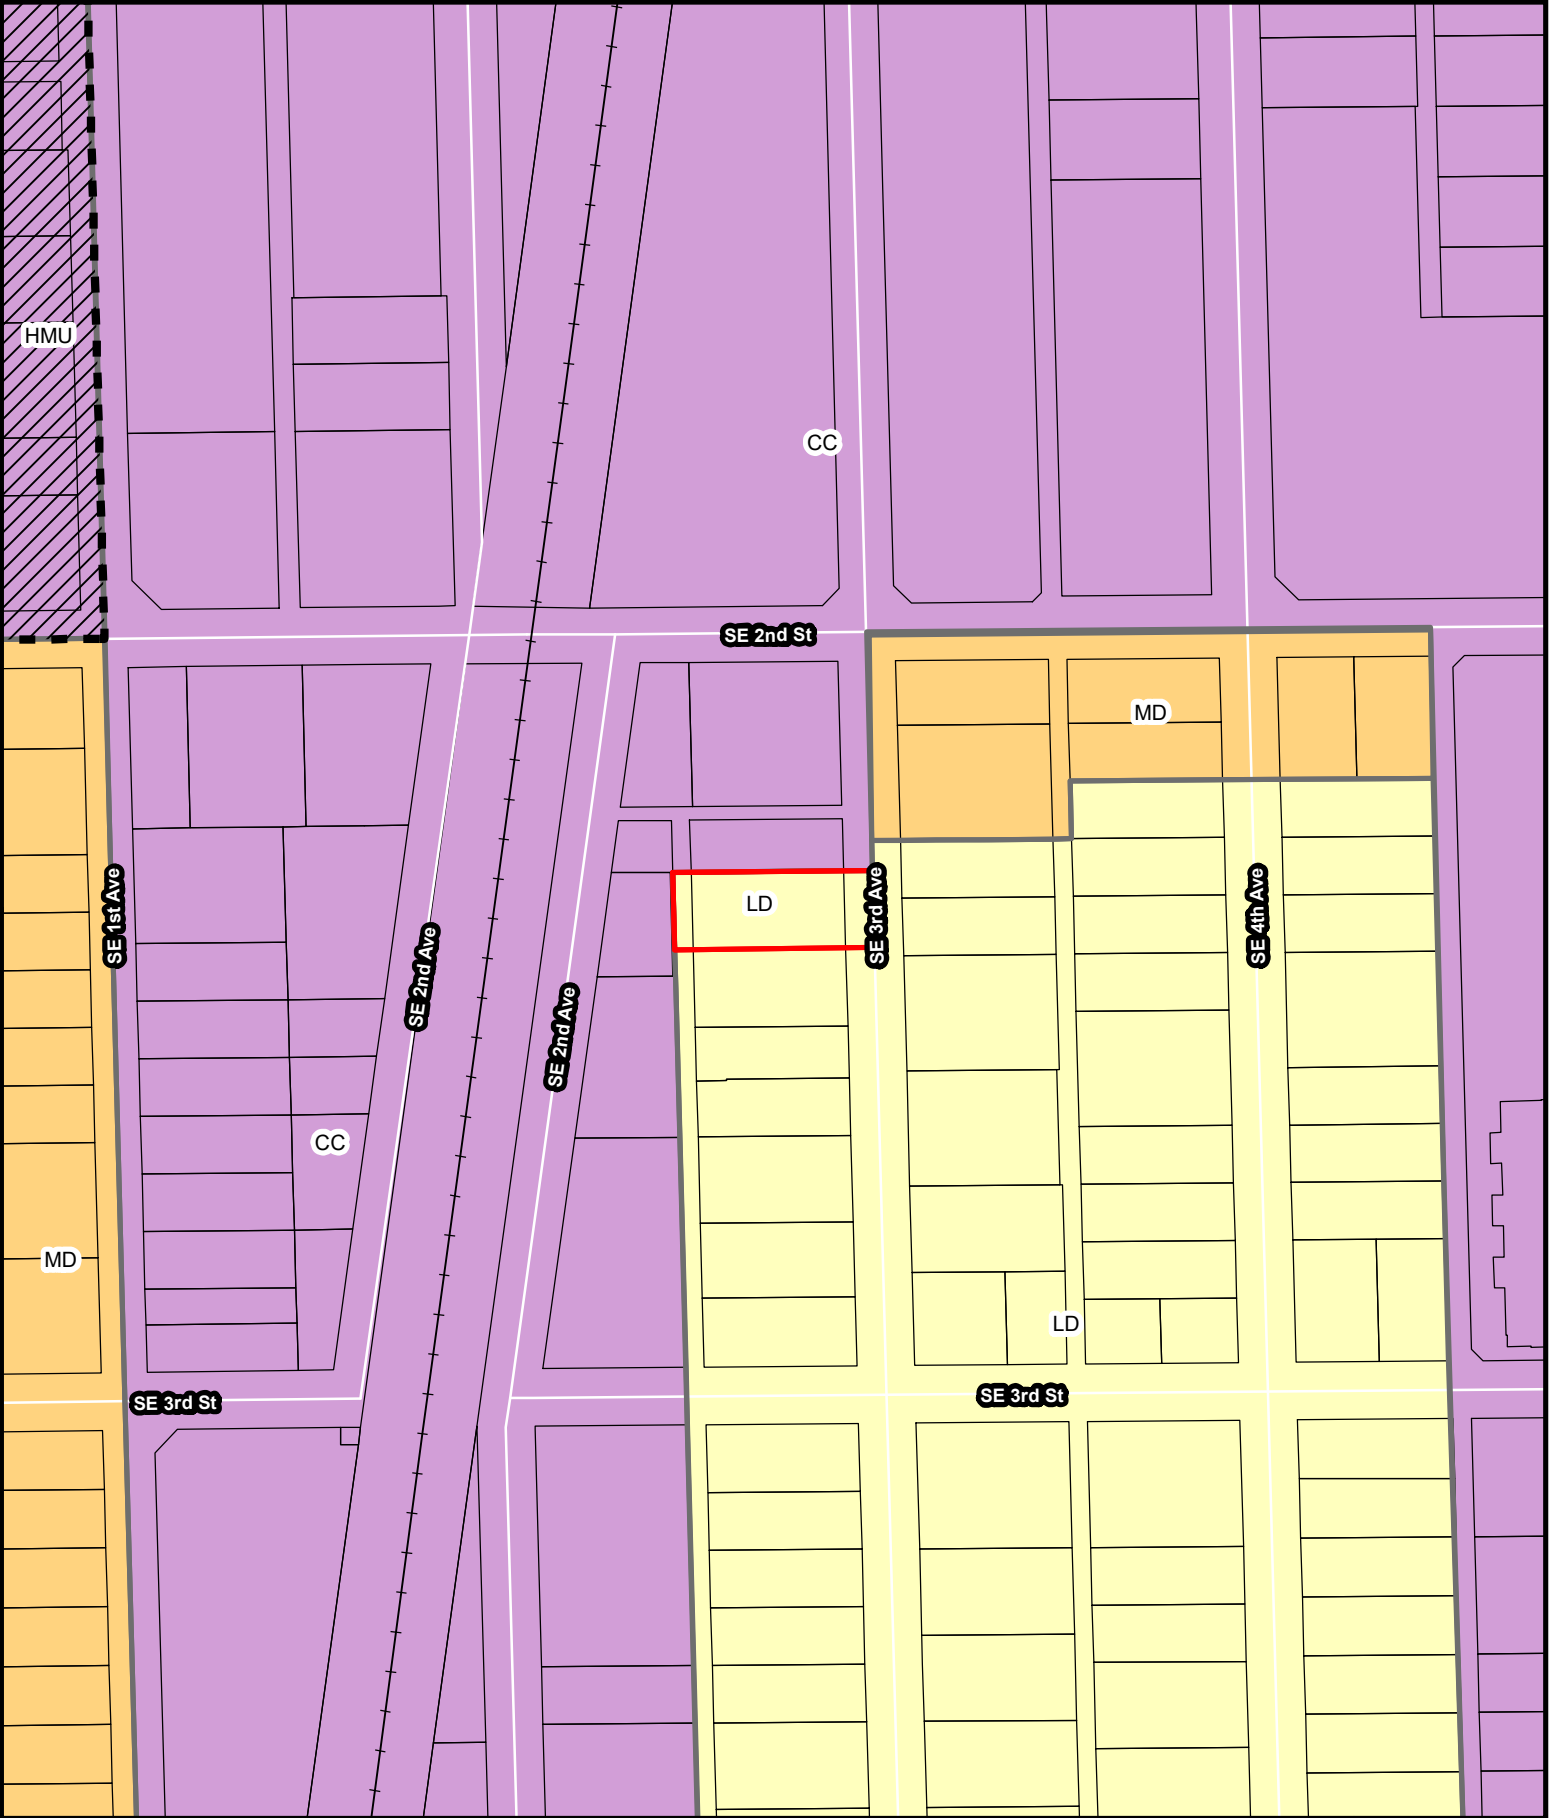 HMU
CC
SE 2nd St
MD
LD
SE 1st Ave
SE 2nd Ave
SE 2nd Ave
SE 3rd Ave
SE 4th Ave
CC
MD
LD
SE 3rd St
SE 3rd St